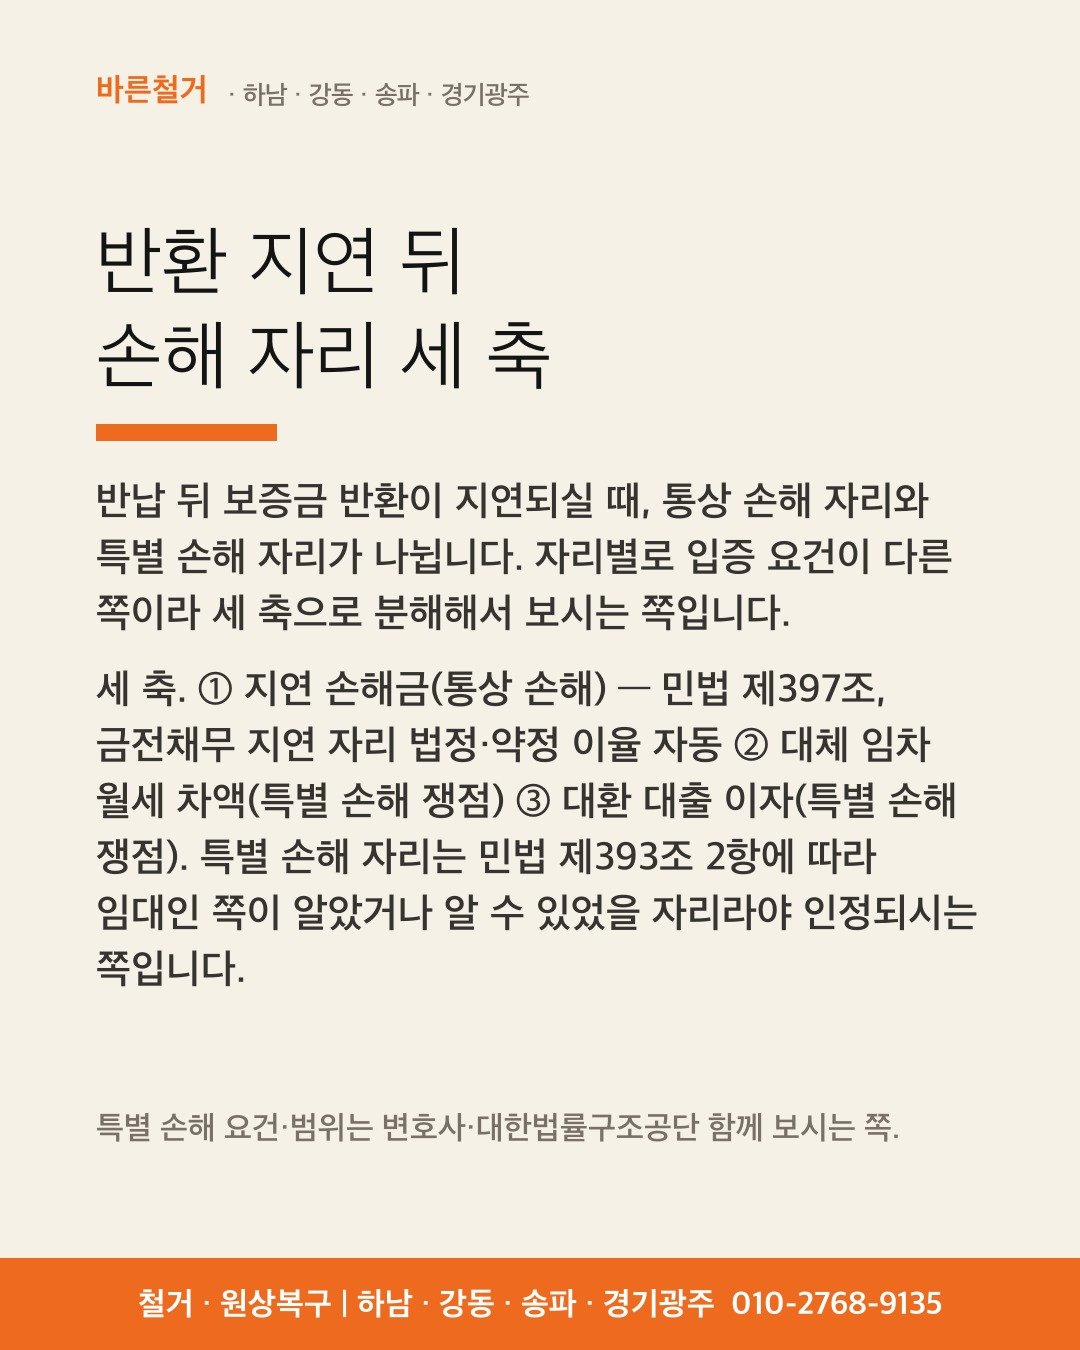 바른철거 · 하남 · 강동 · 송파 · 경기광주
반환 지연 뒤
손해 자리 세 축
반납 뒤 보증금 반환이 지연되실 때, 통상 손해 자리와
특별 손해 자리가 나뉩니다. 자리별로 입증 요건이 다른
쪽이라 세 축으로 분해해서 보시는 쪽입니다.
세 축. ① 지연 손해금(통상 손해) — 민법 제397조,
금전채무 지연 자리 법정·약정 이율 자동 ② 대체 임차
월세 차액(특별 손해 쟁점) ③ 대환 대출 이자(특별 손해
쟁점). 특별 손해 자리는 민법 제393조 2항에 따라
임대인 쪽이 알았거나 알 수 있었을 자리라야 인정되시는
쪽입니다.
특별 손해 요건·범위는 변호사·대한법률구조공단 함께 보시는 쪽.
철거 · 원상복구 | 하남 · 강동 · 송파 · 경기광주 010-2768-9135